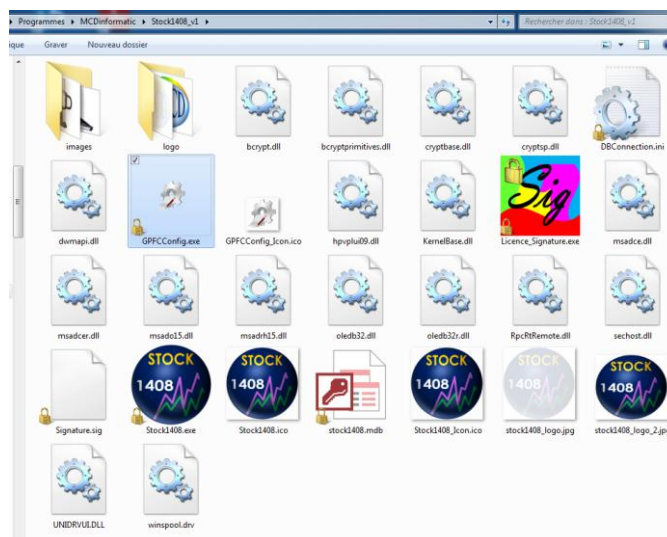 ▸ Programmes ▸ MCDinformatic ▸ Stock1408_v1 ▸
Rechercher dans : Stock1408_v1
ique Graver Nouveau dossier
images logo bcrypt.dll bcryptprimitives.dll cryptbase.dll cryptsp.dll DBConnection.ini
Sig
dwmapi.dll GPFCConfig.exe GPFCConfig_Icon.ico hpvplui09.dll KernelBase.dll Licence_Signature.exe msadce.dll
msadcer.dll msado15.dll msadrh15.dll oledb32.dll oledb32r.dll RpcRtRemote.dll sechost.dll
STOCK STOCK STOCK STOCK STOCK
1408 1408 1408 1408 1408
Signature.sig Stock1408.exe Stock1408.ico stock1408.mdb Stock1408_Icon.ico stock1408_logo.jpg stock1408_logo_2.jp
UNIDRVUI.DLL winspool.drv